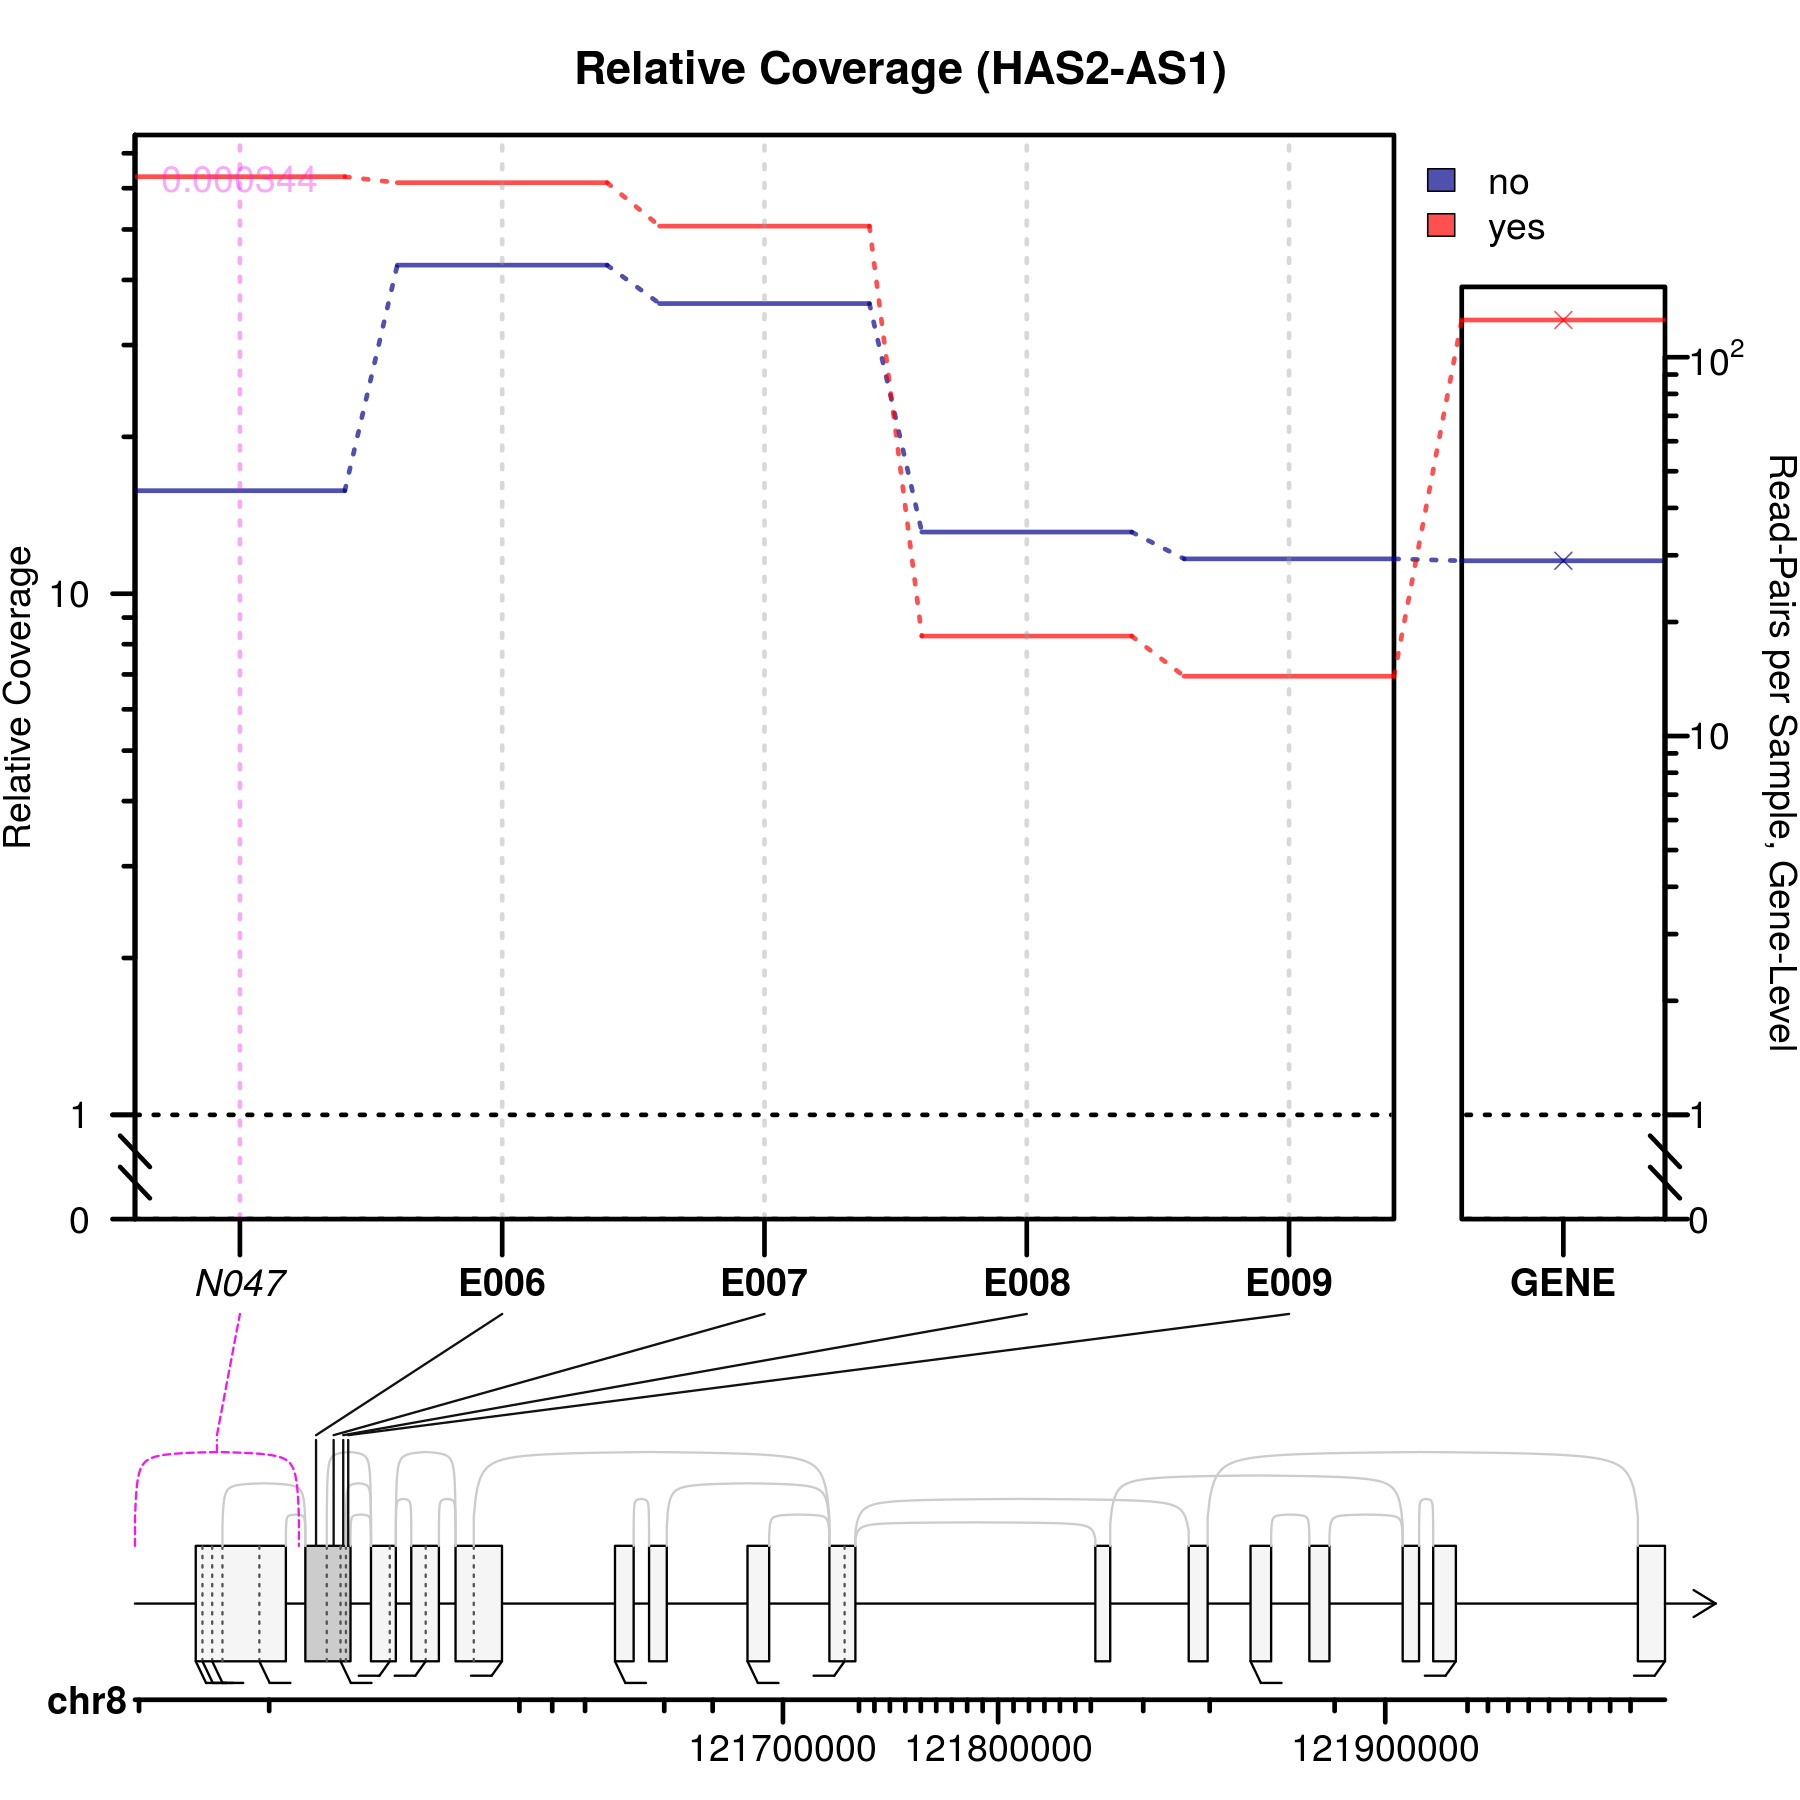 Relative Coverage (HAS2-AS1)
0.000344
no
yes
Relative Coverage
10
1
0
10²
10
1
0
Read-Pairs per Sample, Gene-Level
N047 E006 E007 E008 E009 GENE
chr8
121700000 121800000 121900000